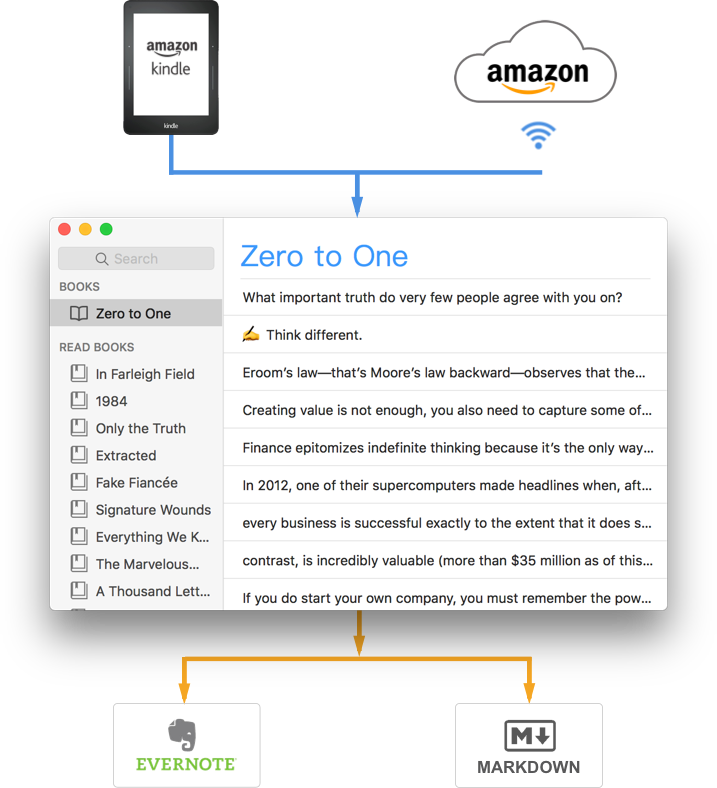 amazon
kindle
kindle
amazon
Search
BOOKS
Zero to One
READ BOOKS
In Farleigh Field
1984
Only the Truth
Extracted
Fake Fiancée
Signature Wounds
Everything We K...
The Marvelous...
A Thousand Lett...
Zero to One
What important truth do very few people agree with you on?
✍️ Think different.
Eroom’s law—that’s Moore’s law backward—observes that the...
Creating value is not enough, you also need to capture some of...
Finance epitomizes indefinite thinking because it’s the only way...
In 2012, one of their supercomputers made headlines when, aft...
every business is successful exactly to the extent that it does s...
contrast, is incredibly valuable (more than $35 million as of this...
If you do start your own company, you must remember the pow...
EVERNOTE
M
MARKDOWN